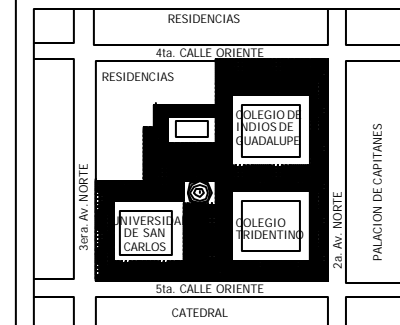 RESIDENCIAS
4ta. CALLE ORIENTE
RESIDENCIAS
COLEGIO DE
INDIOS DE
GUADALUPE
3era. Av. NORTE
UNIVERSIDAD
DE SAN
CARLOS
COLEGIO
TRIDENTINO
2a. Av. NORTE
PALACION DE CAPITANES
5ta. CALLE ORIENTE
CATEDRAL